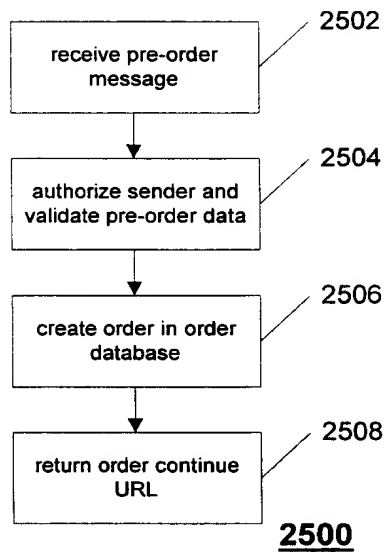 2502
receive pre-order
message
2504
authorize sender and
validate pre-order data
2506
create order in order
database
2508
return order continue
URL
2500